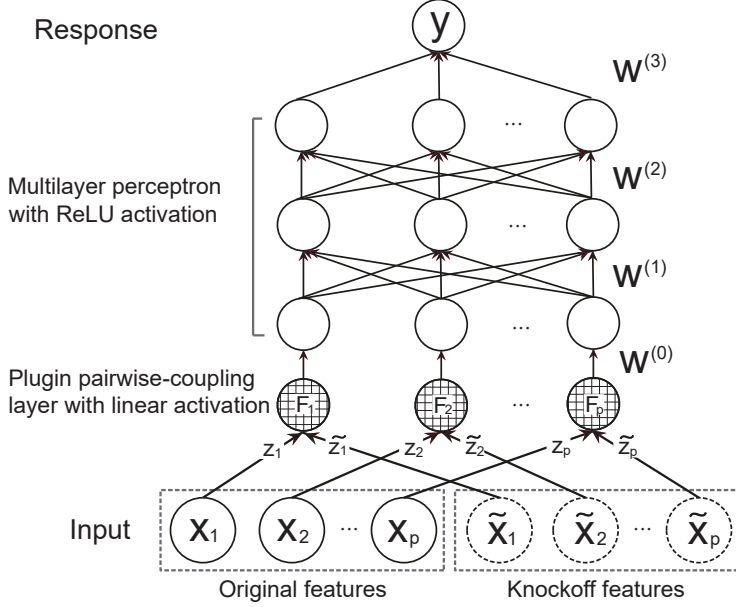 Response
y
W(3)
...
W(2)
Multilayer perceptron
with ReLU activation
...
W(1)
...
W(0)
Plugin pairwise-coupling
layer with linear activation
F1 F2 ... Fp
z1 z̃1 z2 z̃2 zp z̃p
Input
x1 x2 ... xp x̃1 x̃2 ... x̃p
Original features Knockoff features